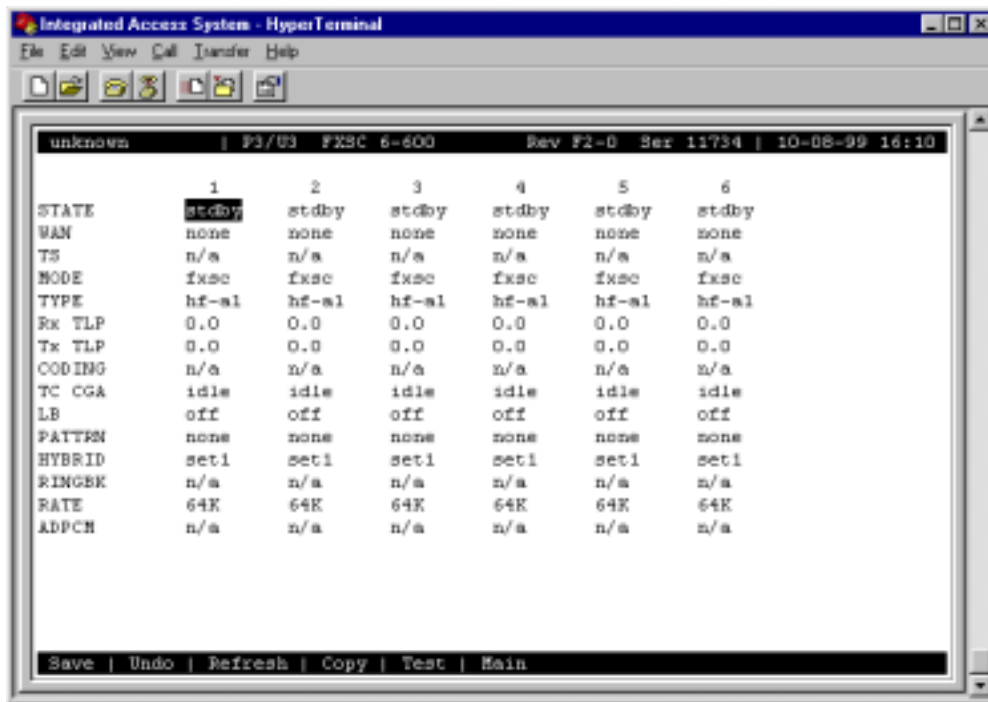 Integrated Access System - HyperTerminal
File Edit View Call Transfer Help
unknown | P3/U3 FXSC 6-600 Rev F2-0 Ser 11734 | 10-08-99 16:10
1 2 3 4 5 6
STATE stdby stdby stdby stdby stdby stdby
WAN none none none none none none
TS n/a n/a n/a n/a n/a n/a
MODE fxsc fxsc fxsc fxsc fxsc fxsc
TYPE hf-m1 hf-m1 hf-m1 hf-m1 hf-m1 hf-m1
Rx TLP 0.0 0.0 0.0 0.0 0.0 0.0
Tx TLP 0.0 0.0 0.0 0.0 0.0 0.0
CODING n/a n/a n/a n/a n/a n/a
TC CGA idle idle idle idle idle idle
LB off off off off off off
PATTRN none none none none none none
HYBRID set1 set1 set1 set1 set1 set1
RINGBK n/a n/a n/a n/a n/a n/a
RATE 64K 64K 64K 64K 64K 64K
ADPCM n/a n/a n/a n/a n/a n/a
Save | Undo | Refresh | Copy | Test | Main